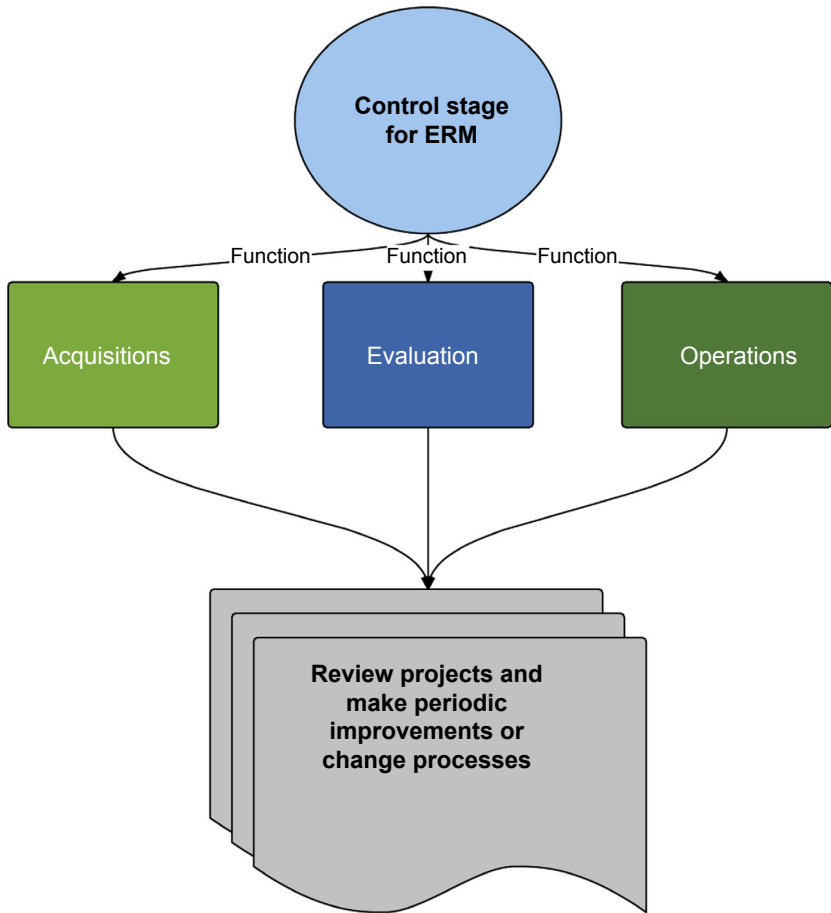 Control stage
for ERM
Function
Function
Function
Acquisitions
Evaluation
Operations
Review projects and
make periodic
improvements or
change processes